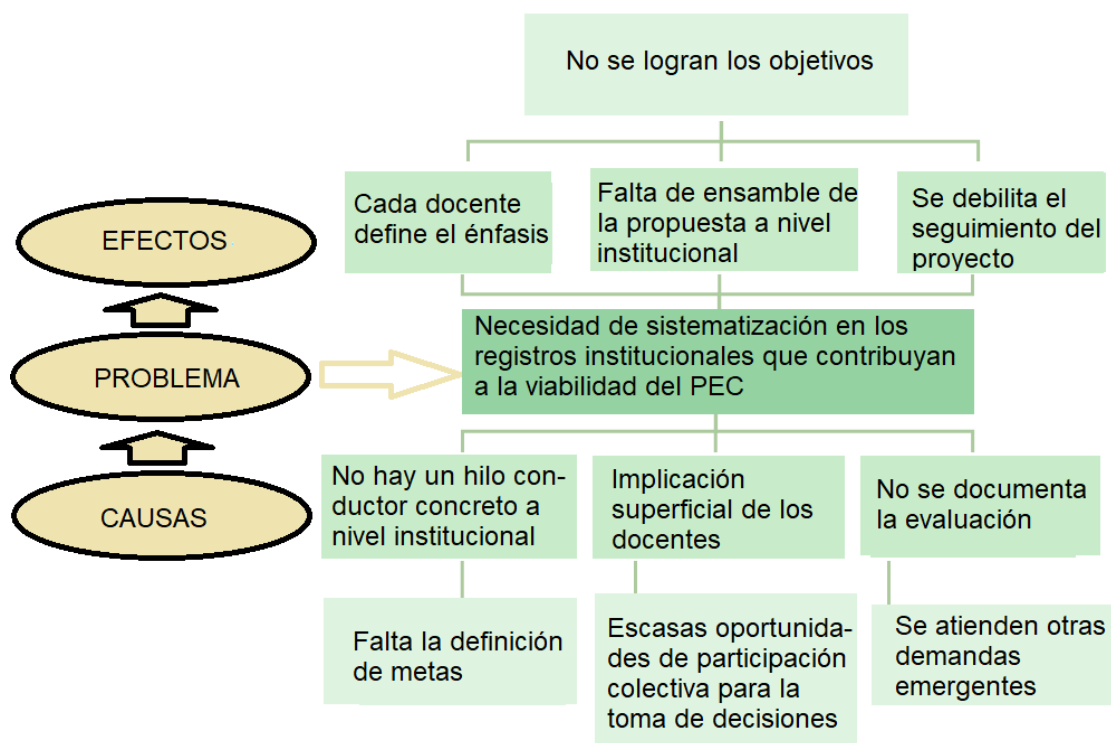 No se logran los objetivos
Cada docente
define el énfasis
Falta de ensamble de
la propuesta a nivel
institucional
Se debilita el
seguimiento del
proyecto
EFECTOS
Necesidad de sistematización en los
registros institucionales que contribuyan
a la viabilidad del PEC
PROBLEMA
No hay un hilo con-
ductor concreto a
nivel institucional
Implicación
superficial de los
docentes
No se documenta
la evaluación
CAUSAS
Falta la definición
de metas
Escasas oportunida-
des de participación
colectiva para la
toma de decisiones
Se atienden otras
demandas
emergentes